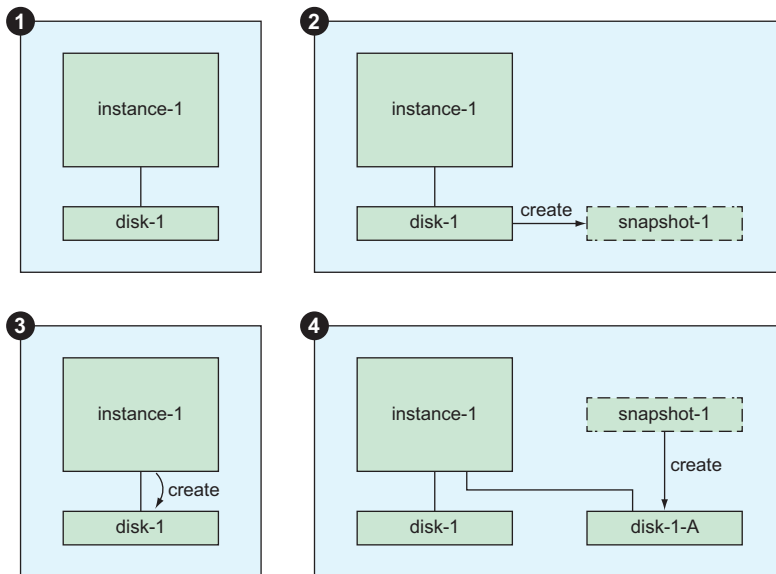 1
instance-1
disk-1
2
instance-1
disk-1
create
snapshot-1
3
instance-1
create
disk-1
4
instance-1
snapshot-1
create
disk-1
disk-1-A